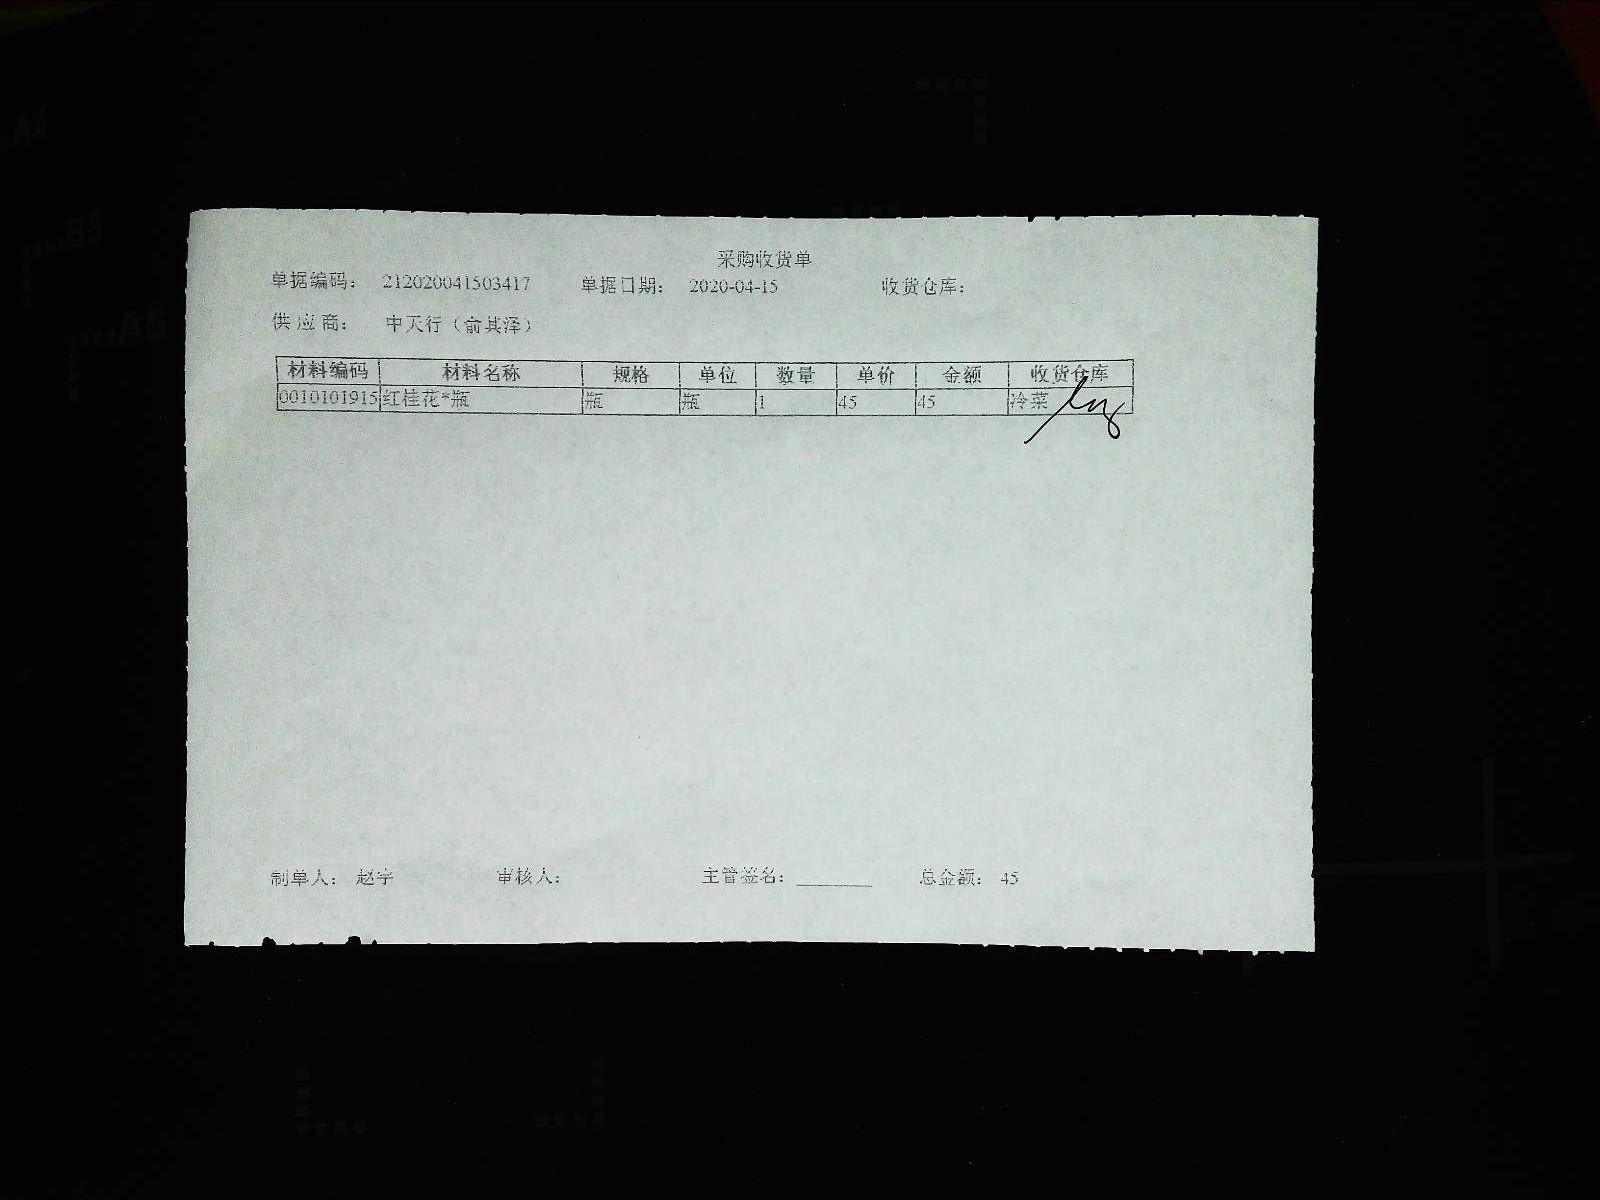 采购收货单
单据编码： 212020041503417 单据日期： 2020-04-15 收货仓库：
供应商： 中天行（俞其泽）
材料编码 材料名称 规格 单位 数量 单价 金额 收货仓库
0010101915 红桂花*瓶 瓶 瓶 1 45 45 冷菜
制单人： 赵宇 审核人： 主管签名： 总金额： 45
A4
B5
A5